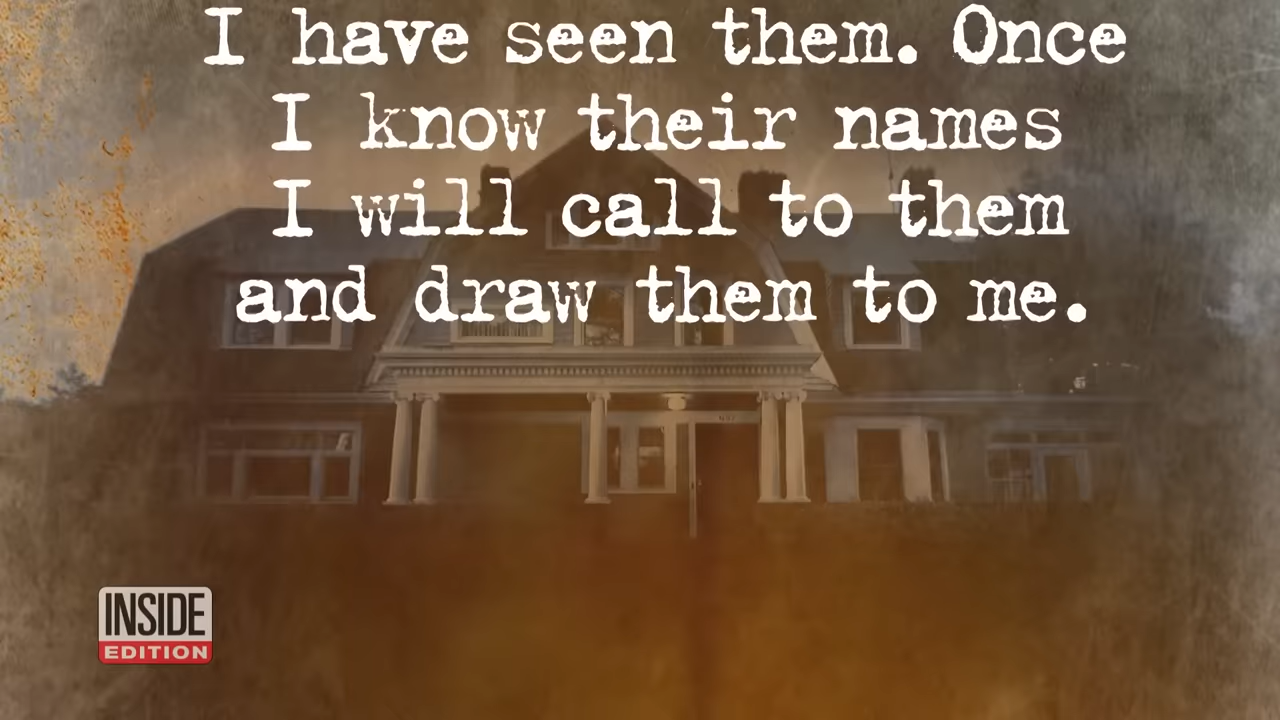 I have seen them. Once
I know their names
I will call to them
and draw them to me.
INSIDE
EDITION